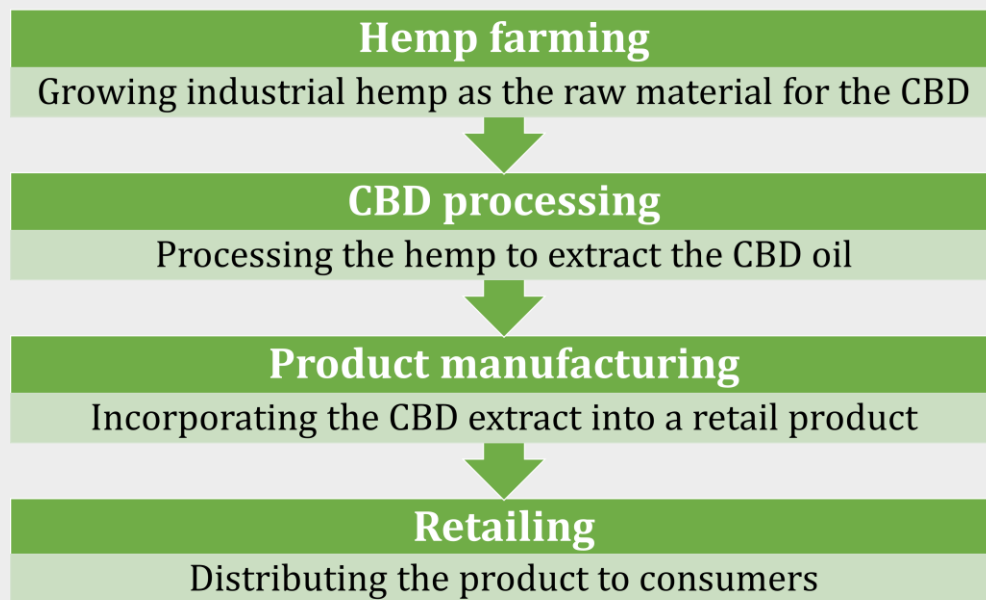 Hemp farming
Growing industrial hemp as the raw material for the CBD
CBD processing
Processing the hemp to extract the CBD oil
Product manufacturing
Incorporating the CBD extract into a retail product
Retailing
Distributing the product to consumers